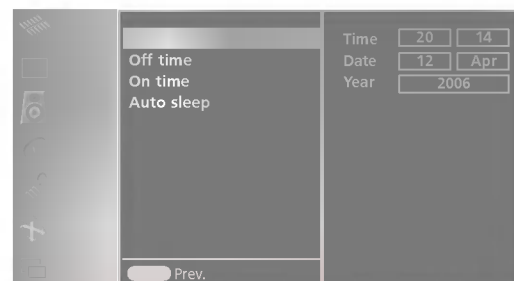 Off time
On time
Auto sleep
Prev.
Time 20 14
Date 12 Apr
Year 2006